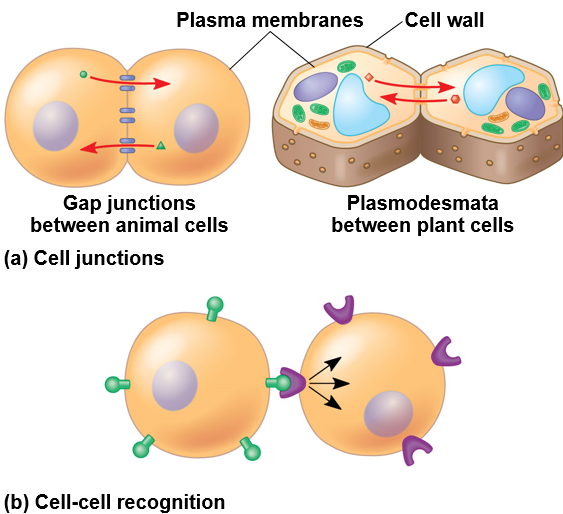 Plasma membranes
Cell wall
Gap junctions
between animal cells
Plasmodesmata
between plant cells
(a) Cell junctions
(b) Cell-cell recognition